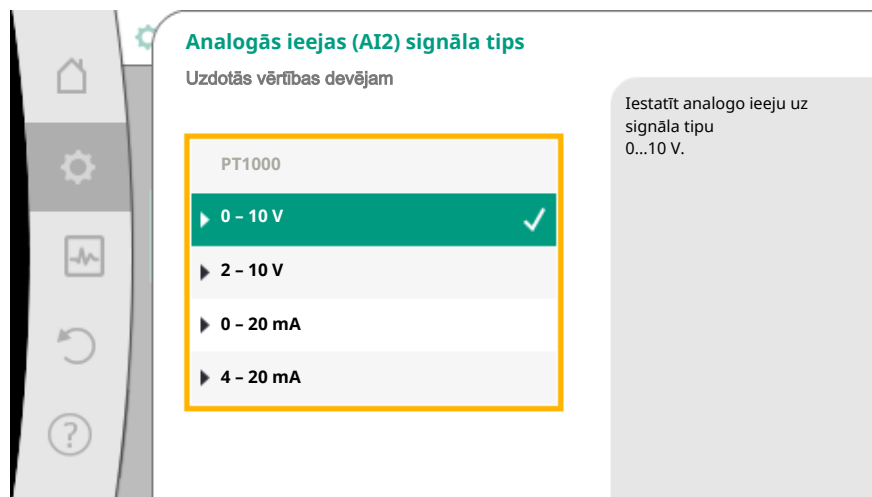 Analogās ieejas (AI2) signāla tips
Uzdotās vērtības devējam
PT1000
0 – 10 V
2 – 10 V
0 – 20 mA
4 – 20 mA
Iestatīt analogo ieeju uz
signāla tipu
0...10 V.
?